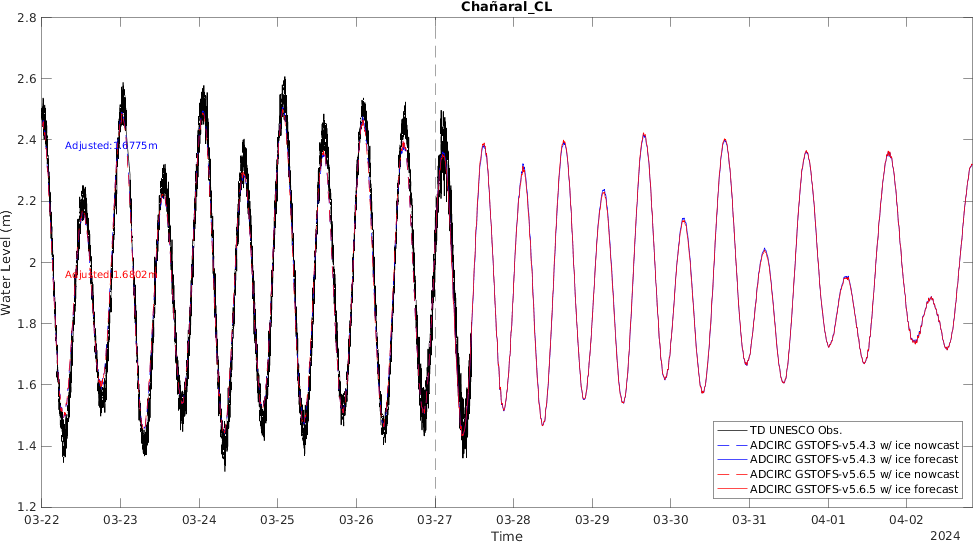 Chañaral_CL
2.8
2.6
2.4
2.2
2
1.8
1.6
1.4
1.2
Water Level (m)
Adjusted:1.6775m
Adjusted:1.6802m
TD UNESCO Obs.
ADCIRC GSTOFS-v5.4.3 w/ ice nowcast
ADCIRC GSTOFS-v5.4.3 w/ ice forecast
ADCIRC GSTOFS-v5.6.5 w/ ice nowcast
ADCIRC GSTOFS-v5.6.5 w/ ice forecast
03-22 03-23 03-24 03-25 03-26 03-27 03-28 03-29 03-30 03-31 04-01 04-02
Time
2024